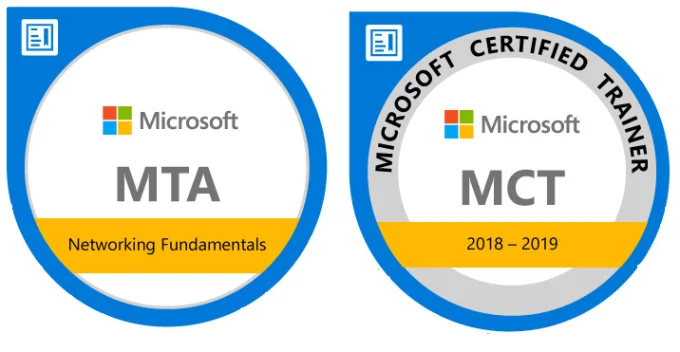 Microsoft
MTA
Networking Fundamentals
MICROSOFT CERTIFIED TRAINER
Microsoft
MCT
2018 – 2019